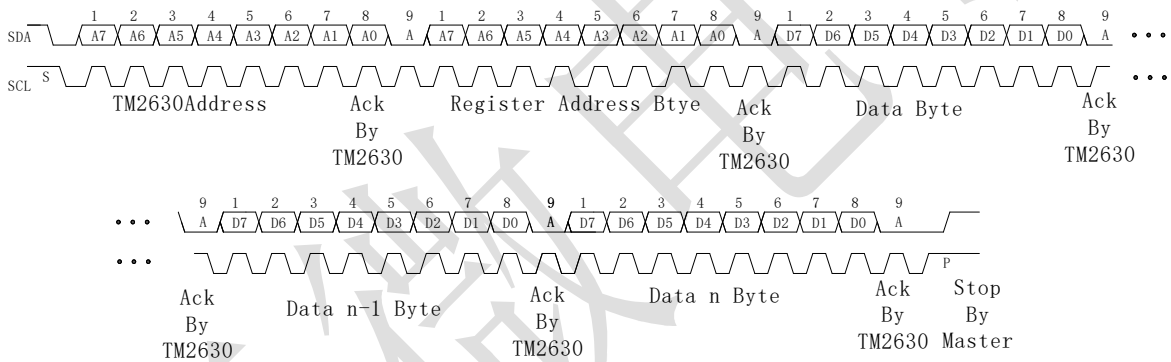 1 2 3 4 5 6 7 8 9 1 2 3 4 5 6 7 8 9 1 2 3 4 5 6 7 8 9
SDA A7 A6 A5 A4 A3 A2 A1 A0 A A7 A6 A5 A4 A3 A2 A1 A0 A D7 D6 D5 D4 D3 D2 D1 D0 A
SCL S
TM2630Address Ack By TM2630 Register Address Btye Ack By TM2630 Data Byte Ack By TM2630
9 1 2 3 4 5 6 7 8 9 1 2 3 4 5 6 7 8 9
A D7 D6 D5 D4 D3 D2 D1 D0 A D7 D6 D5 D4 D3 D2 D1 D0 A
P
Ack By TM2630 Data n-1 Byte Ack By TM2630 Data n Byte Ack By TM2630 Stop By Master
微电